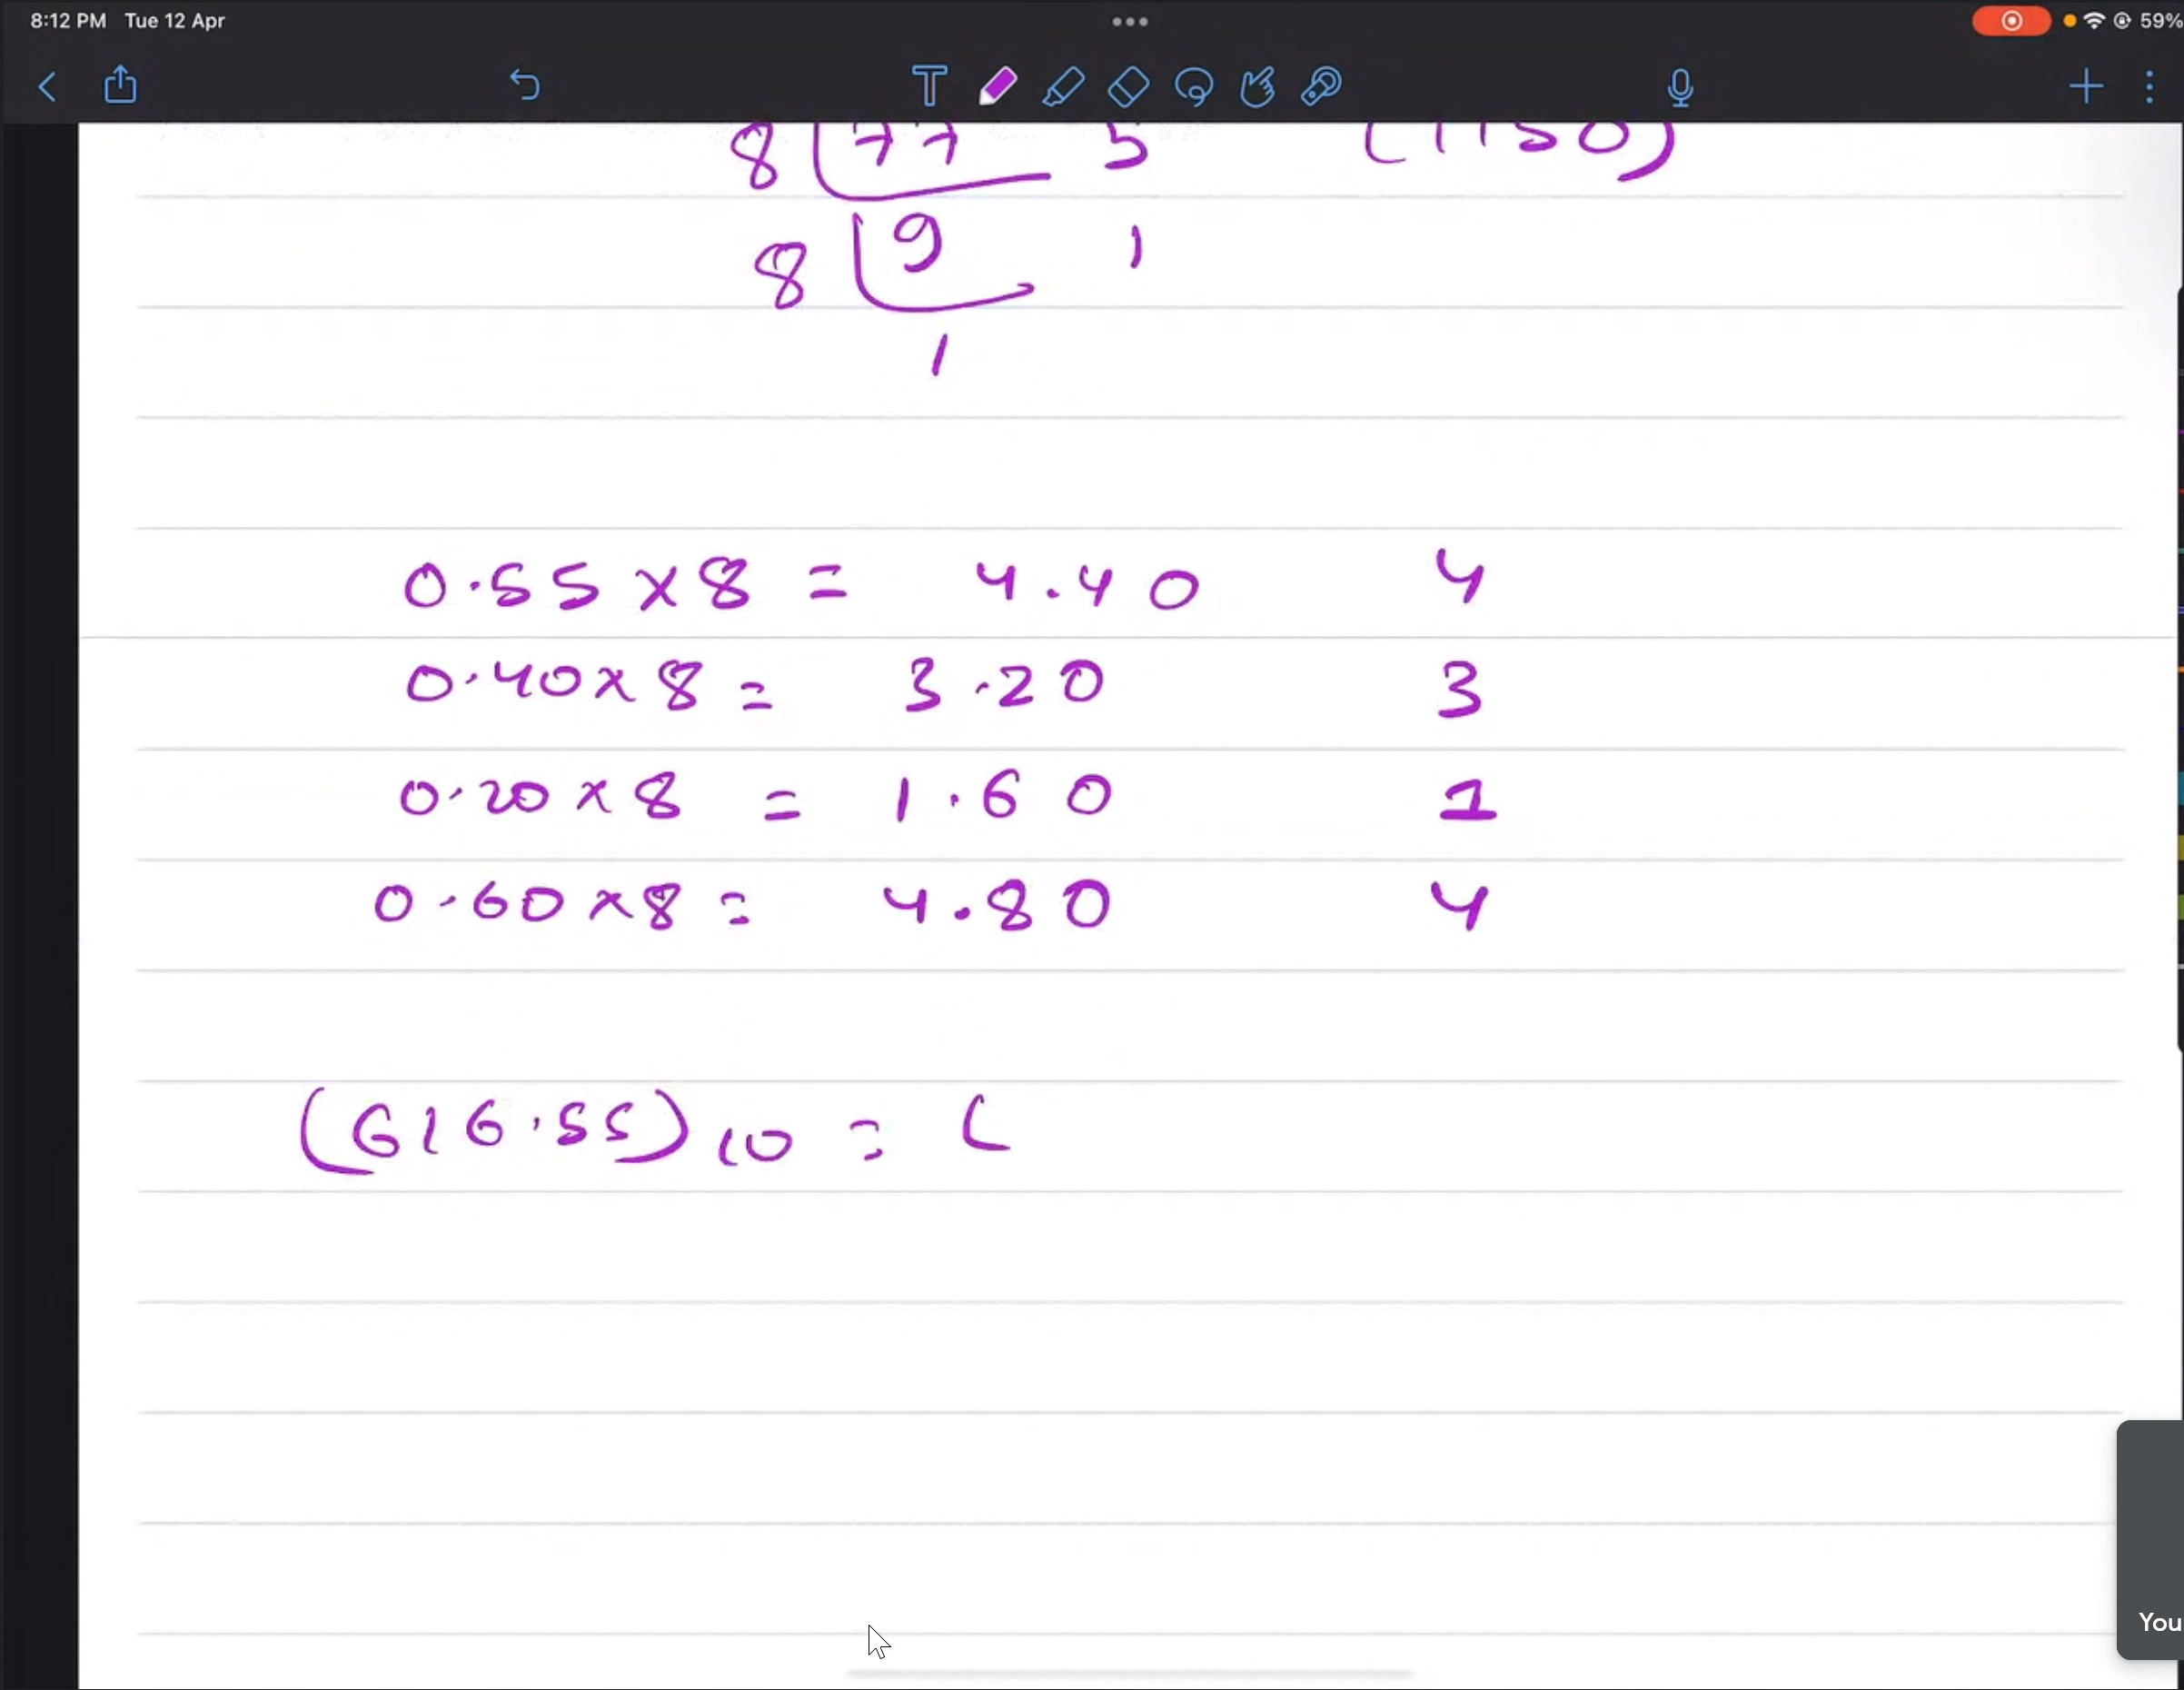 8:12 PM Tue 12 Apr
59%
8 77 5 (1150)
8 9 1
1
0.55 x 8 = 4.40 4
0.40 x 8 = 3.20 3
0.20 x 8 = 1.60 1
0.60 x 8 = 4.80 4
(616.55)10 = (
You